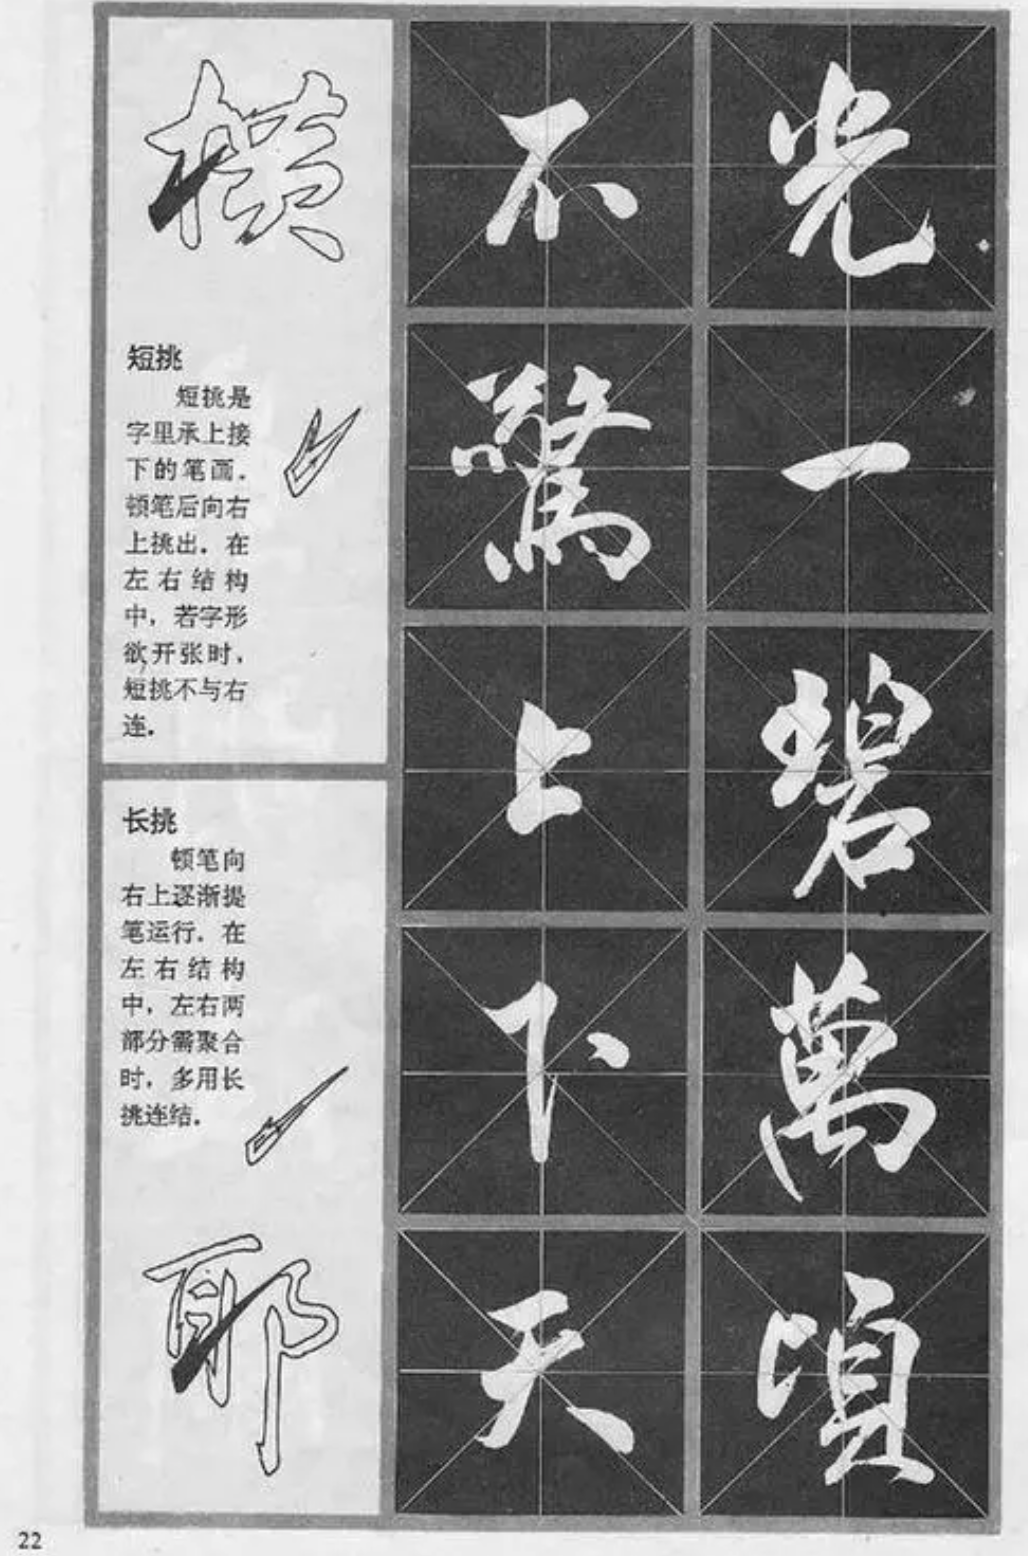 横
短挑
短挑是
字里承上接
下的笔画。
顿笔后向右
上挑出。在
左右结构
中，若字形
欲开张时，
短挑不与右
连。
长挑
顿笔向
右上逐渐提
笔运行。在
左右结构
中，左右两
部分需聚合
时，多用长
挑连结。
耶
不驚上下天
光一碧萬頃
22